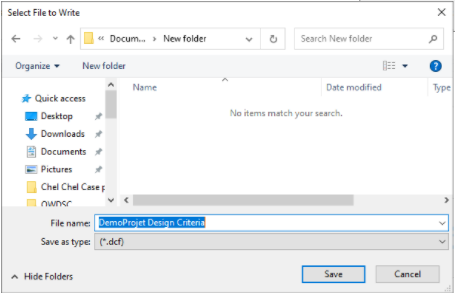 Select File to Write
« Docum... › New folder
Search New folder
Organize
New folder
Name
Date modified
Type
No items match your search.
Quick access
Desktop
Downloads
Documents
Pictures
Chel Chel Case p
OWDSC
File name: DemoProjet Design Criteria
Save as type: (*.dcf)
Hide Folders
Save
Cancel